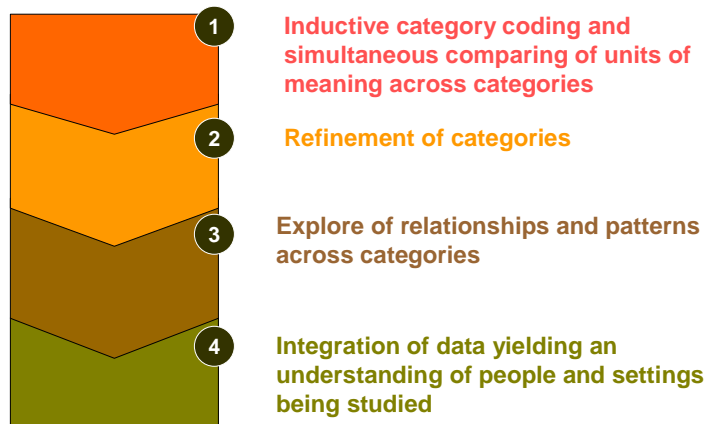 1
Inductive category coding and
simultaneous comparing of units of
meaning across categories
2
Refinement of categories
3
Explore of relationships and patterns
across categories
4
Integration of data yielding an
understanding of people and settings
being studied